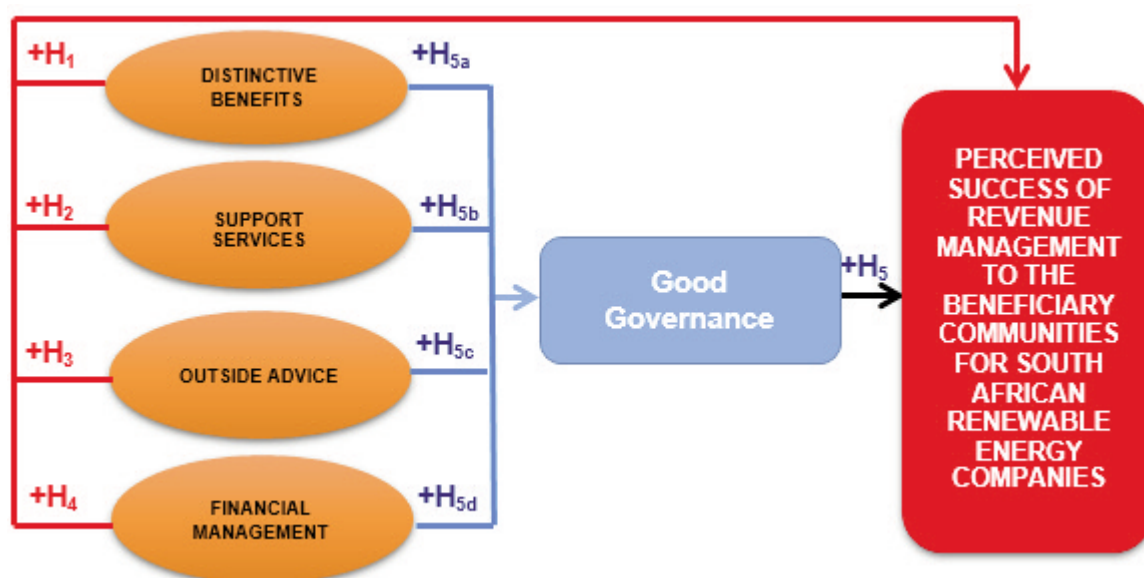 +H1
DISTINCTIVE
BENEFITS
+H5a
+H2
SUPPORT
SERVICES
+H5b
+H3
OUTSIDE ADVICE
+H5c
+H4
FINANCIAL
MANAGEMENT
+H5d
Good
Governance
+H5
PERCEIVED
SUCCESS OF
REVENUE
MANAGEMENT
TO THE
BENEFICIARY
COMMUNITIES
FOR SOUTH
AFRICAN
RENEWABLE
ENERGY
COMPANIES